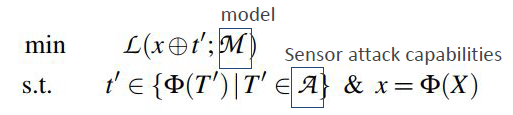 model
min 𝓛(x⊕t′; 𝓜)
Sensor attack capabilities
s.t. t′ ∈ {Φ(T′)|T′ ∈ 𝓐} & x = Φ(X)